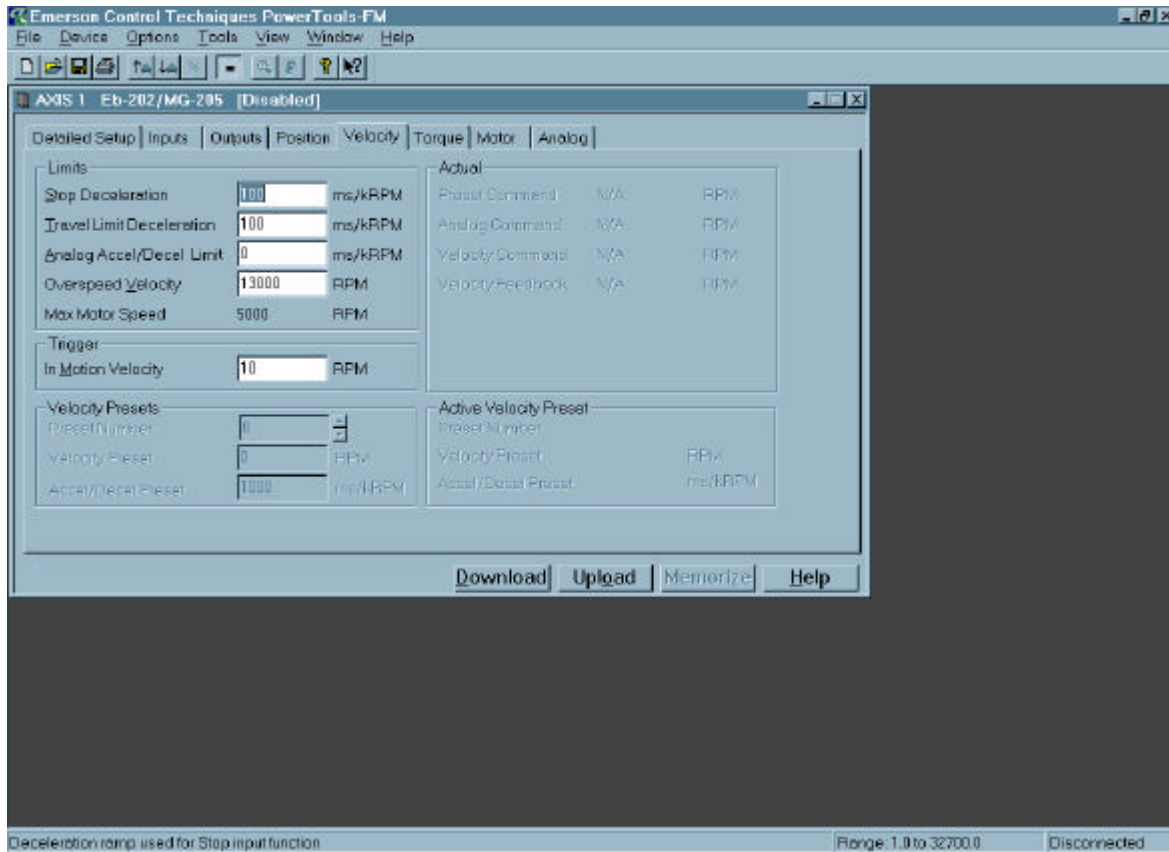 Emerson Control Techniques PowerTools-FM
File Device Options Tools View Window Help
AXIS 1 Eb-202/MG-205 [Disabled]
Detailed Setup Inputs Outputs Position Velocity Torque Motor Analog
Limits
Stop Deceleration 100 ms/kRPM
Travel Limit Deceleration 100 ms/kRPM
Analog Accel/Decel Limit 0 ms/kRPM
Overspeed Velocity 13000 RPM
Max Motor Speed 5000 RPM
Trigger
In Motion Velocity 10 RPM
Velocity Presets
Preset Number 0
Velocity Preset 0 RPM
Accel/Decel Preset 1000 ms/kRPM
Actual
Preset Command N/A RPM
Analog Command N/A RPM
Velocity Command N/A RPM
Velocity Feedback N/A RPM
Active Velocity Preset
Preset Number
Velocity Preset RPM
Accel/Decel Preset ms/kRPM
Download Upload Memorize Help
Deceleration ramp used for Stop input function Range: 1.0 to 32700.0 Disconnected